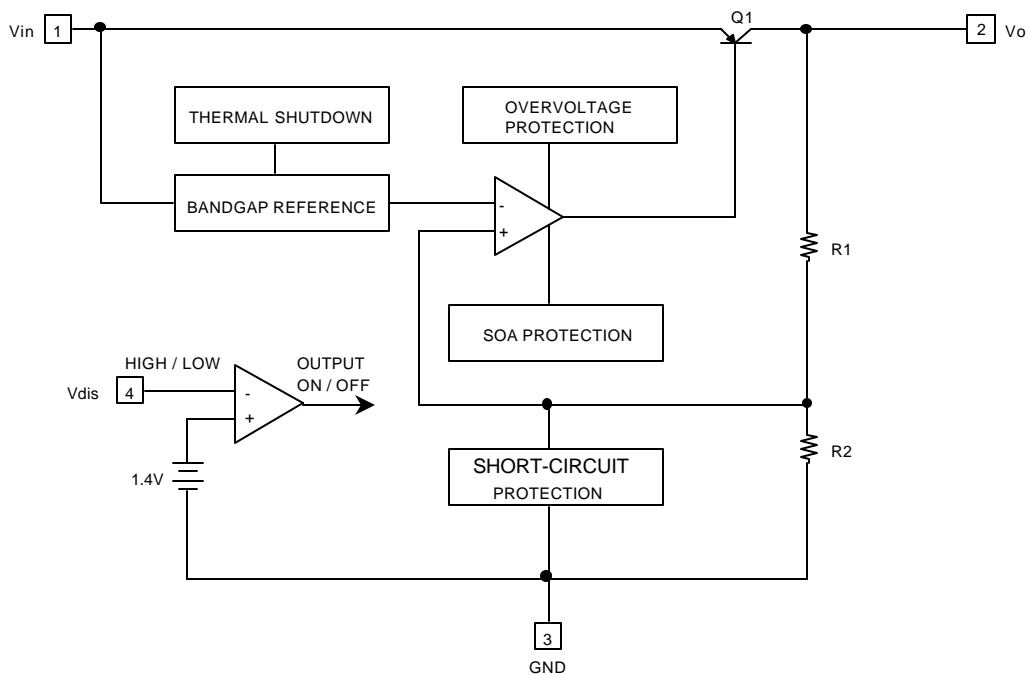 Q1
Vin 1
2 Vo
THERMAL SHUTDOWN
OVERVOLTAGE
PROTECTION
BANDGAP REFERENCE
-
+
R1
SOA PROTECTION
HIGH / LOW
OUTPUT
ON / OFF
Vdis 4
-
+
1.4V
R2
SHORT-CIRCUIT
PROTECTION
3
GND